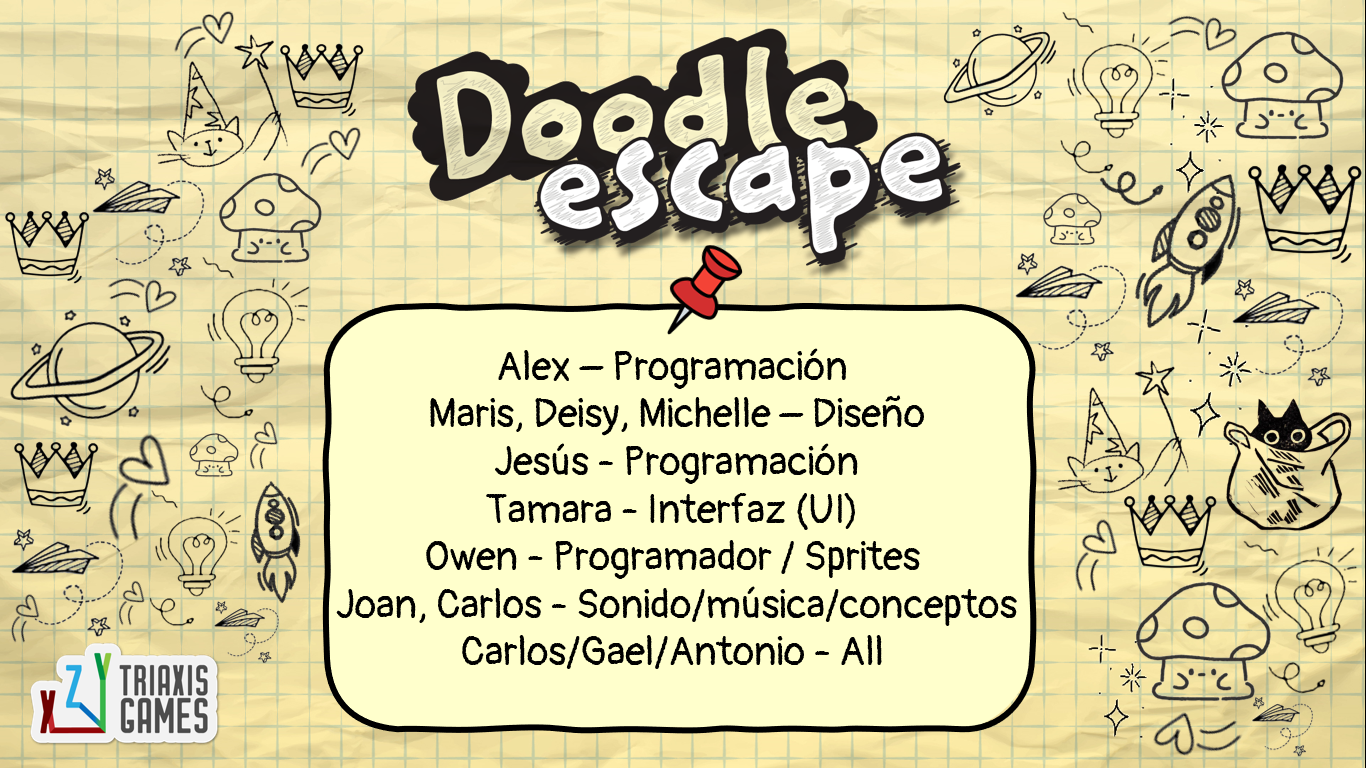 Doodle
escape
Alex – Programación
Maris, Deisy, Michelle – Diseño
Jesús - Programación
Tamara - Interfaz (UI)
Owen - Programador / Sprites
Joan, Carlos - Sonido/música/conceptos
Carlos/Gael/Antonio - All
X Z Y
TRIAXIS
GAMES